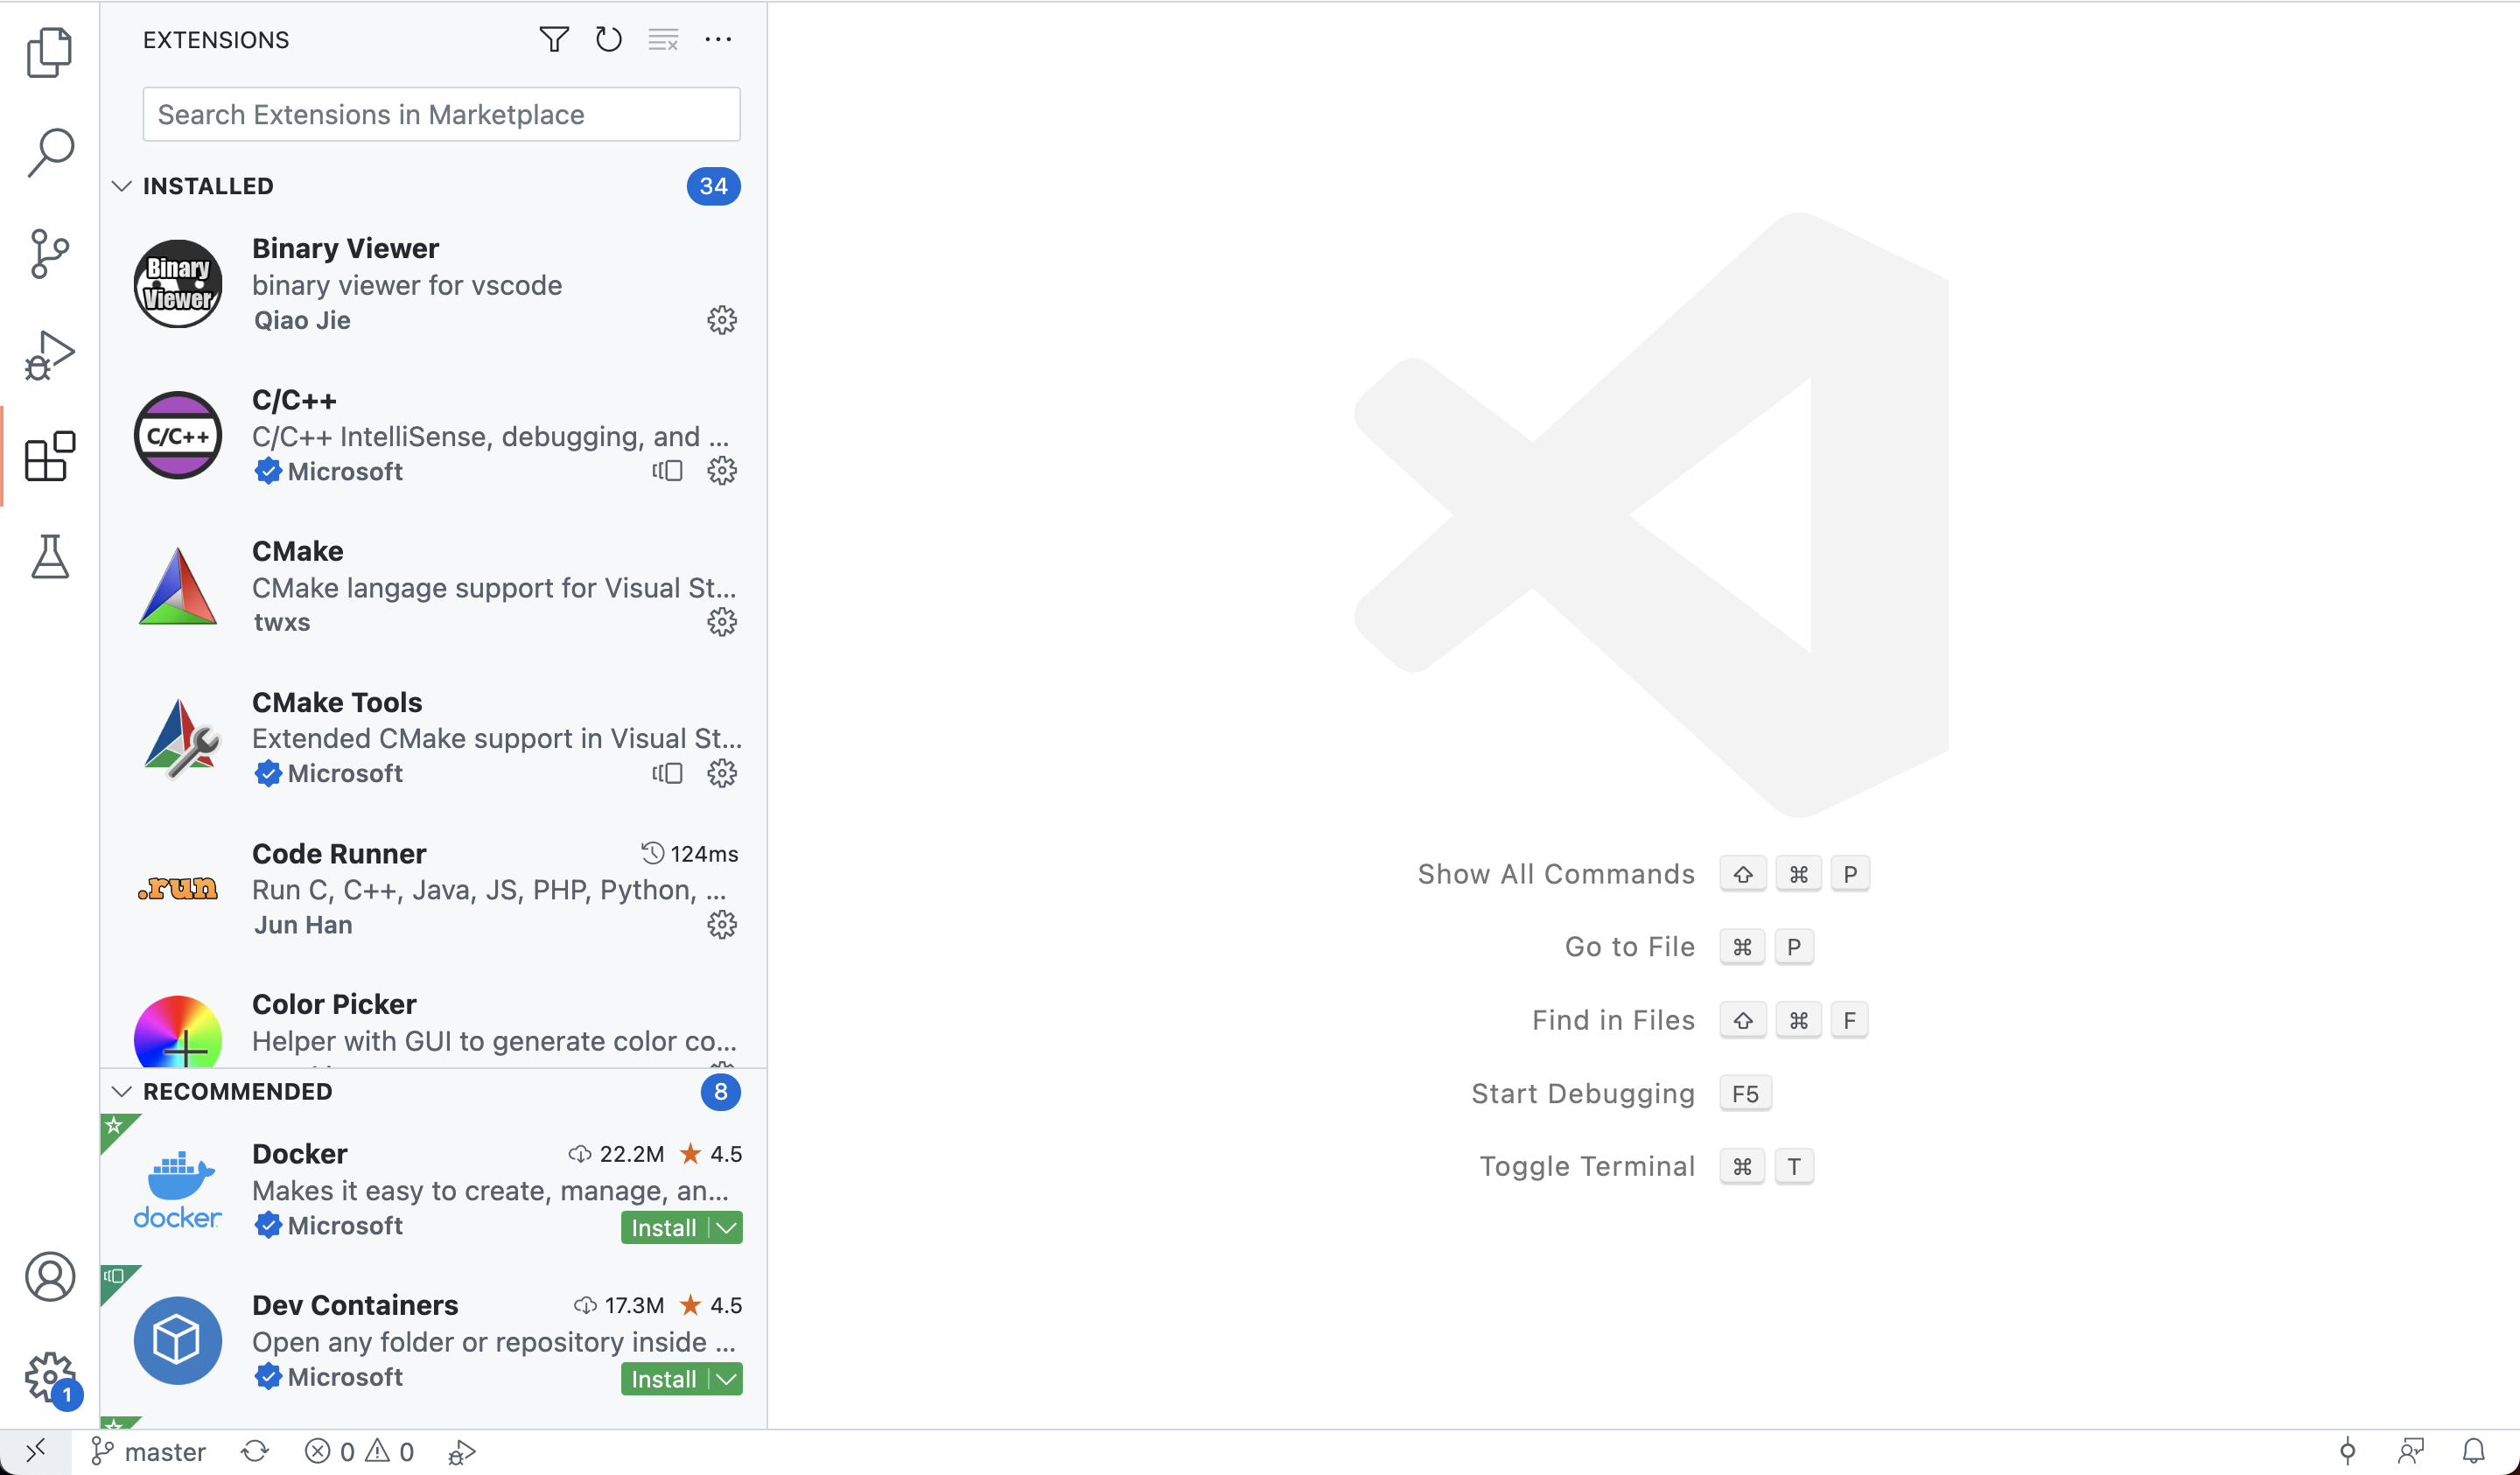 EXTENSIONS
Search Extensions in Marketplace
INSTALLED 34
Binary Viewer
Binary Viewer
binary viewer for vscode
Qiao Jie
C/C++
C/C++
C/C++ IntelliSense, debugging, and ...
Microsoft
CMake
CMake langage support for Visual St...
twxs
CMake Tools
Extended CMake support in Visual St...
Microsoft
Code Runner 124ms
.run
Run C, C++, Java, JS, PHP, Python, ...
Jun Han
Color Picker
Helper with GUI to generate color co...
RECOMMENDED 8
Docker 22.2M 4.5
Makes it easy to create, manage, an...
docker
Microsoft Install
Dev Containers 17.3M 4.5
Open any folder or repository inside ...
Microsoft Install
1
Show All Commands ⇧ ⌘ P
Go to File ⌘ P
Find in Files ⇧ ⌘ F
Start Debugging F5
Toggle Terminal ⌘ T
master 0 0